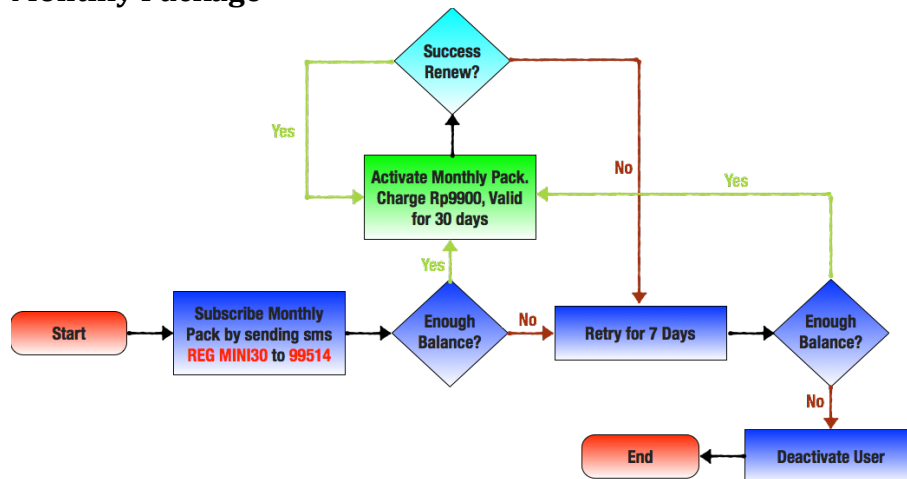 Monthly Package
Success
Renew?
Yes
No
Activate Monthly Pack.
Charge Rp9900, Valid
for 30 days
Yes
Yes
Start
Subscribe Monthly
Pack by sending sms
REG MINI30 to 99514
Enough
Balance?
No
Retry for 7 Days
Enough
Balance?
No
End
Deactivate User